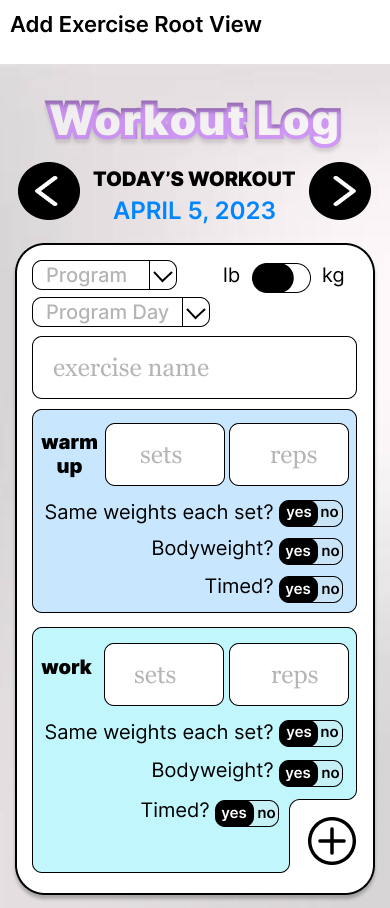 Add Exercise Root View
Workout Log
TODAY’S WORKOUT
APRIL 5, 2023
Program lb kg
Program Day
exercise name
warm up sets reps
Same weights each set? yes no
Bodyweight? yes no
Timed? yes no
work sets reps
Same weights each set? yes no
Bodyweight? yes no
Timed? yes no